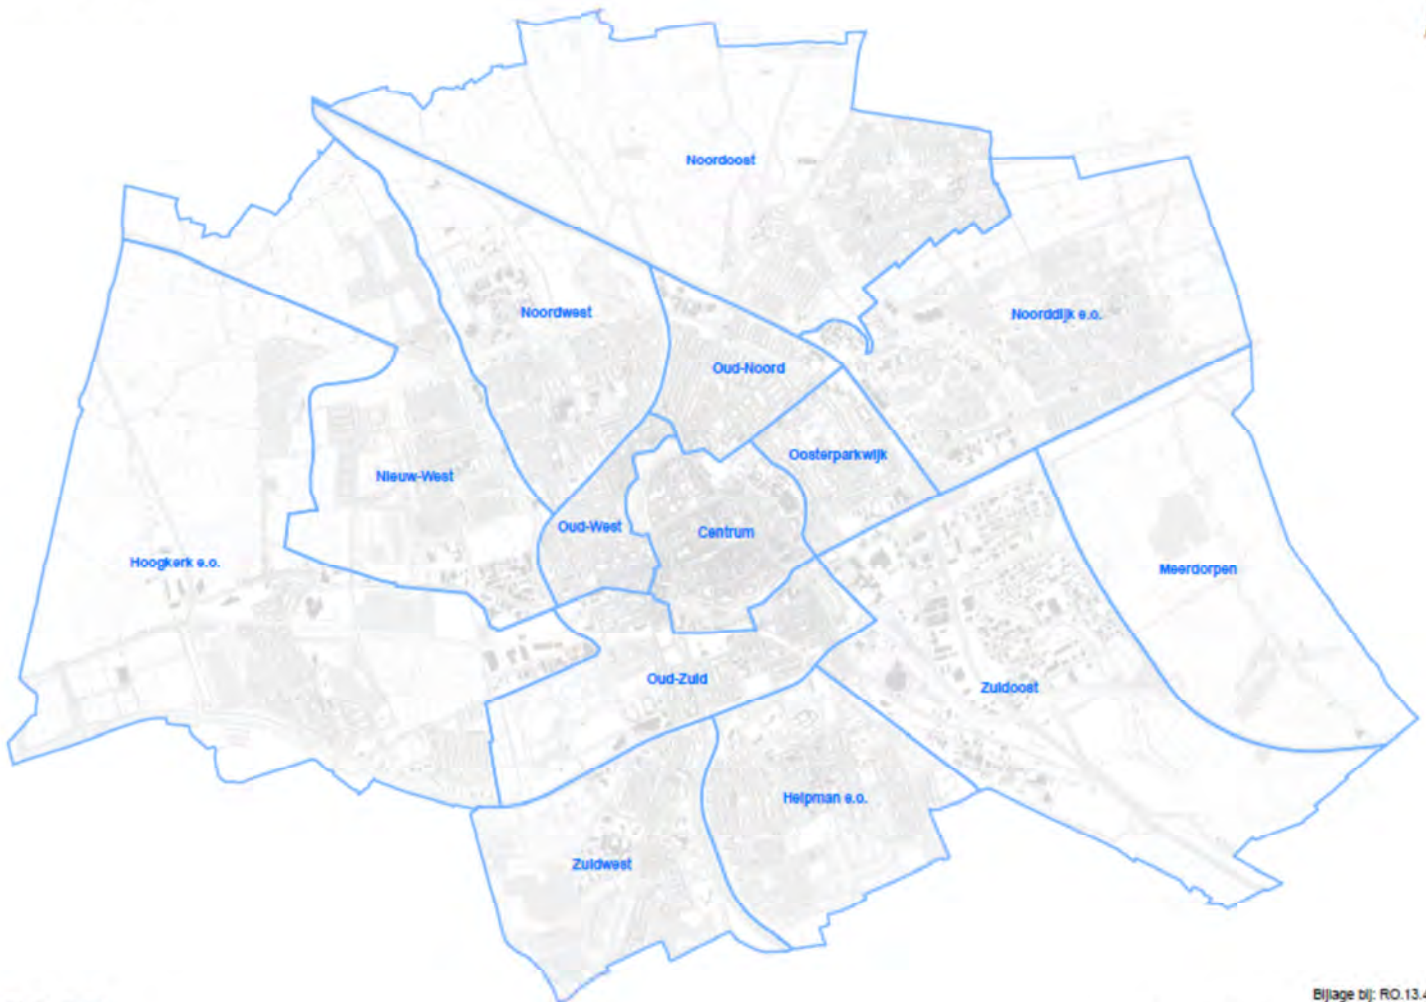 Noordoost
Noordwest
Noorddijk e.o.
Oud-Noord
Oosterparkwijk
Nieuw-West
Oud-West
Centrum
Hoogkerk e.o.
Meerdorpen
Oud-Zuid
Zuidoost
Helpman e.o.
Zuidwest
Bijlage bij: RO.13.